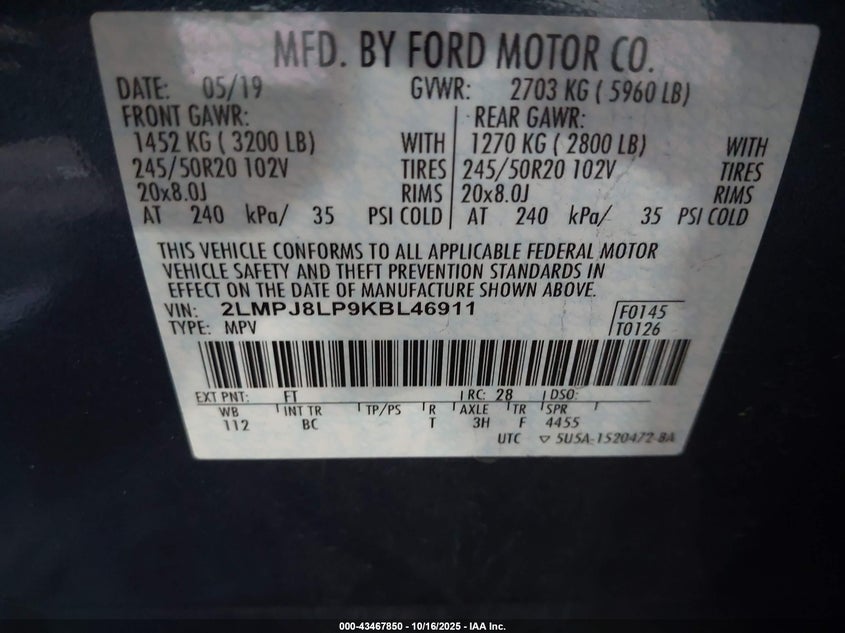 MFD. BY FORD MOTOR CO.
DATE: 05/19 GVWR: 2703 KG ( 5960 LB)
FRONT GAWR: REAR GAWR:
1452 KG ( 3200 LB) WITH 1270 KG ( 2800 LB) WITH
245/50R20 102V TIRES 245/50R20 102V TIRES
20x8.0J RIMS 20x8.0J RIMS
AT 240 kPa/ 35 PSI COLD AT 240 kPa/ 35 PSI COLD
THIS VEHICLE CONFORMS TO ALL APPLICABLE FEDERAL MOTOR
VEHICLE SAFETY AND THEFT PREVENTION STANDARDS IN
EFFECT ON THE DATE OF MANUFACTURE SHOWN ABOVE.
VIN: 2LMPJ8LP9KBL46911 F0145
TYPE: MPV T0126
EXT PNT: FT RC: 28 DSO:
WB INT TR TP/PS R AXLE TR SPR
112 BC T 3H F 4455
UTC ▽ 5U5A-1520472-BA
000-43467850 - 10/16/2025 - IAA Inc.